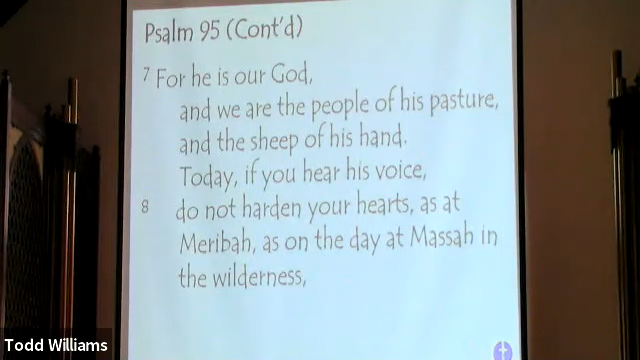 Psalm 95 (Cont'd)
7 For he is our God,
and we are the people of his pasture,
and the sheep of his hand.
Today, if you hear his voice,
8 do not harden your hearts, as at
Meribah, as on the day at Massah in
the wilderness,
Todd Williams